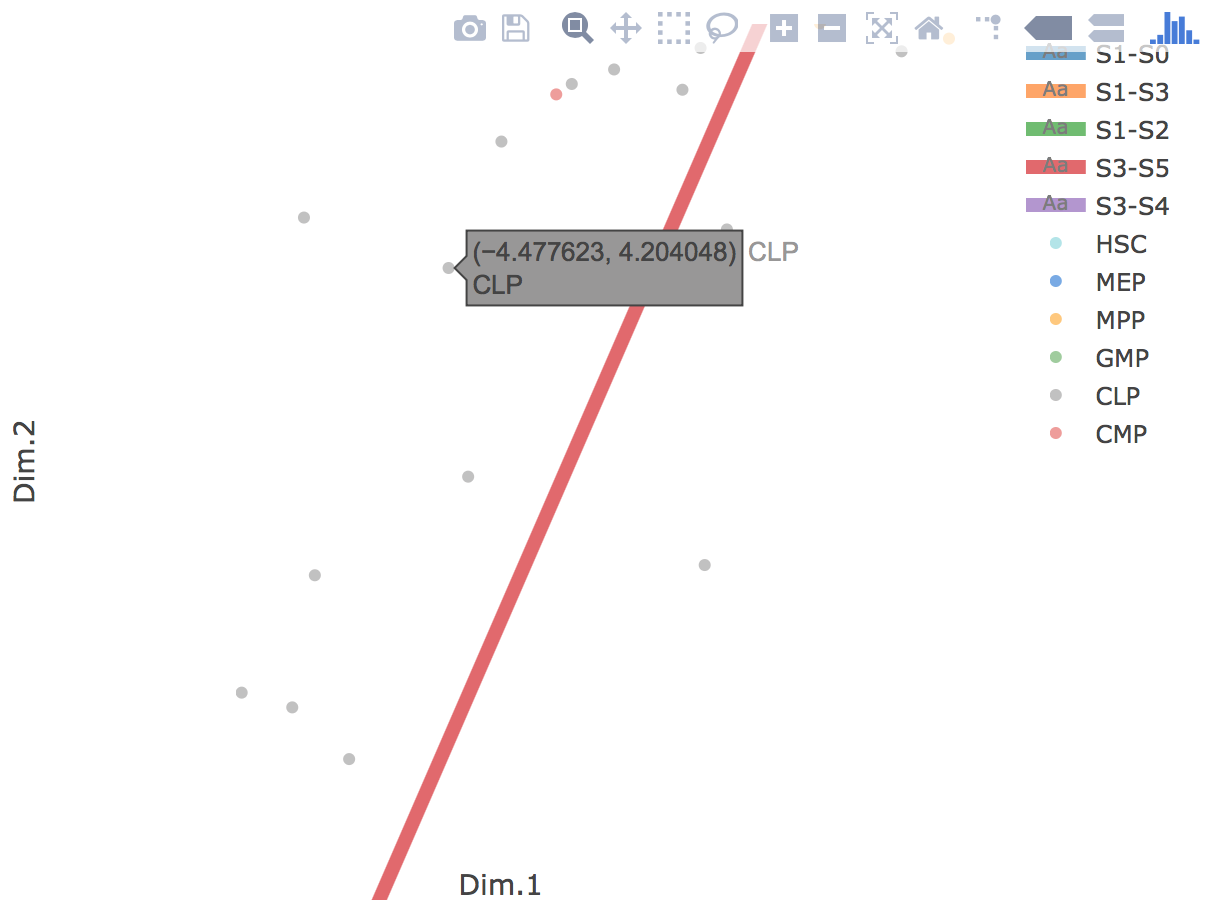 Aa S1-S0
Aa S1-S3
Aa S1-S2
Aa S3-S5
Aa S3-S4
HSC
(−4.477623, 4.204048) CLP
CLP
MEP
MPP
GMP
CLP
CMP
Dim.2
Dim.1